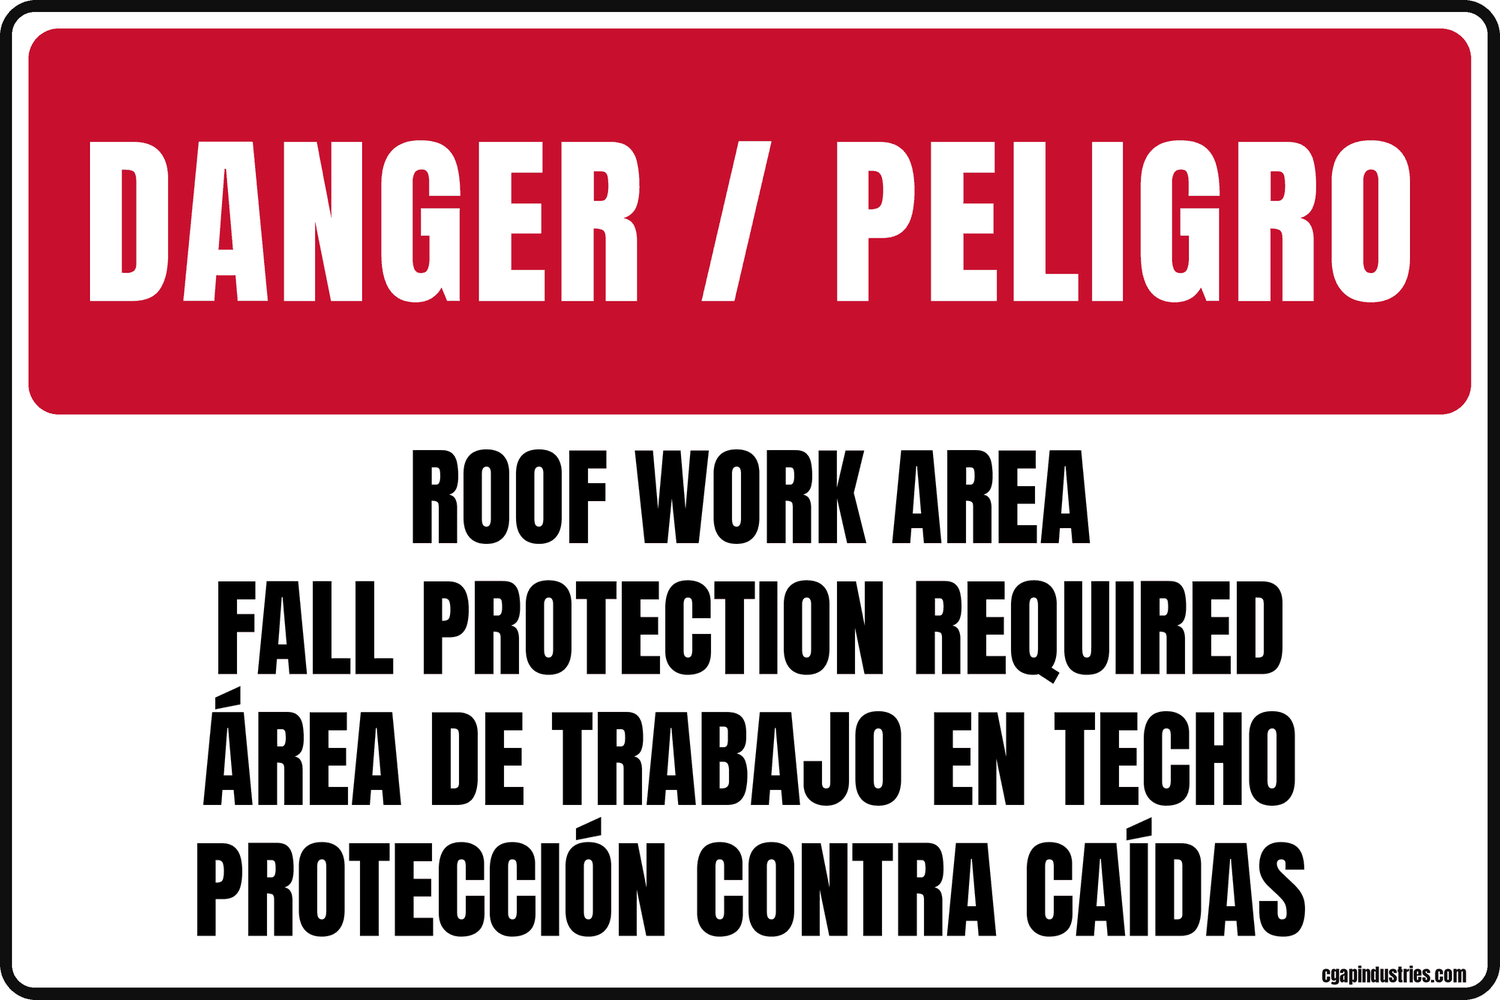 DANGER / PELIGRO
ROOF WORK AREA
FALL PROTECTION REQUIRED
ÁREA DE TRABAJO EN TECHO
PROTECCIÓN CONTRA CAÍDAS
cgapindustries.com